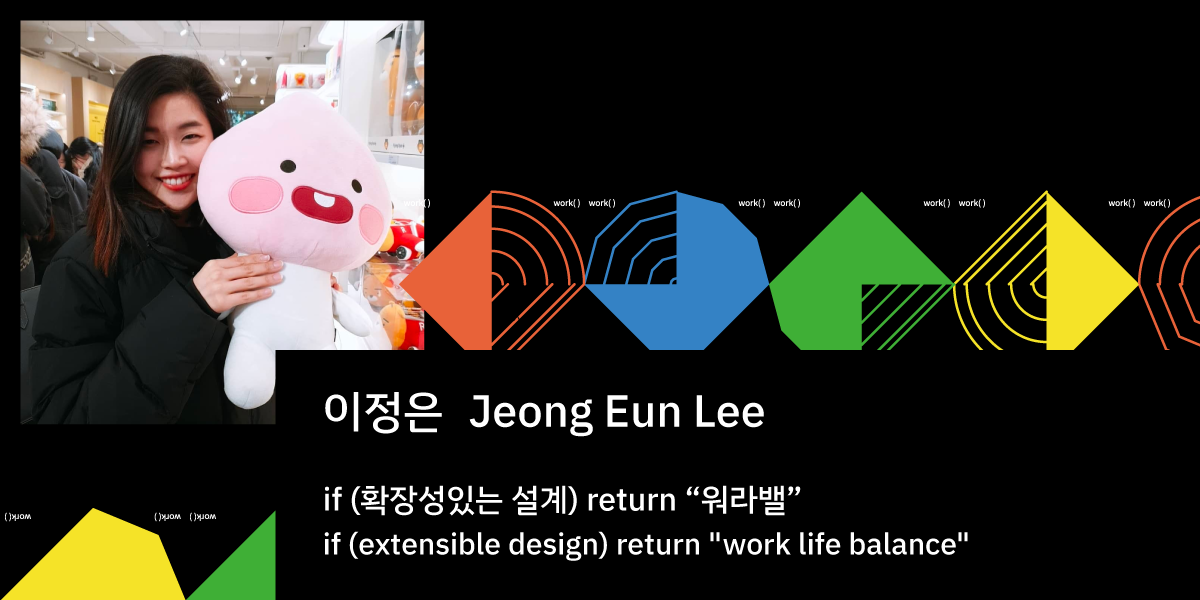 work( ) work( ) work( ) work( ) work( ) work( ) work( ) work( ) work( )
이정은 Jeong Eun Lee
if (확장성있는 설계) return “워라밸”
work( ) work( ) work( )
if (extensible design) return "work life balance"